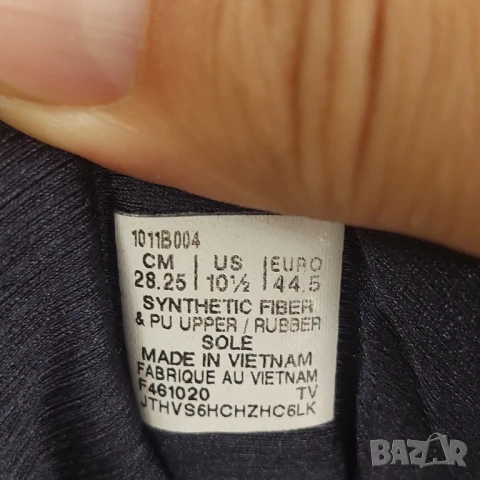 1011B004
CM | US | EURO
28.25 | 10½ | 44.5
SYNTHETIC FIBER
& PU UPPER / RUBBER
SOLE
MADE IN VIETNAM
FABRIQUE AU VIETNAM
F461020 TV
JTHVS6HCHZHC6LK
BAZAR